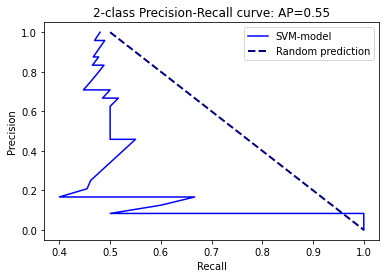 2-class Precision-Recall curve: AP=0.55
SVM-model
Random prediction
Precision
1.0
0.8
0.6
0.4
0.2
0.0
0.4 0.5 0.6 0.7 0.8 0.9 1.0
Recall